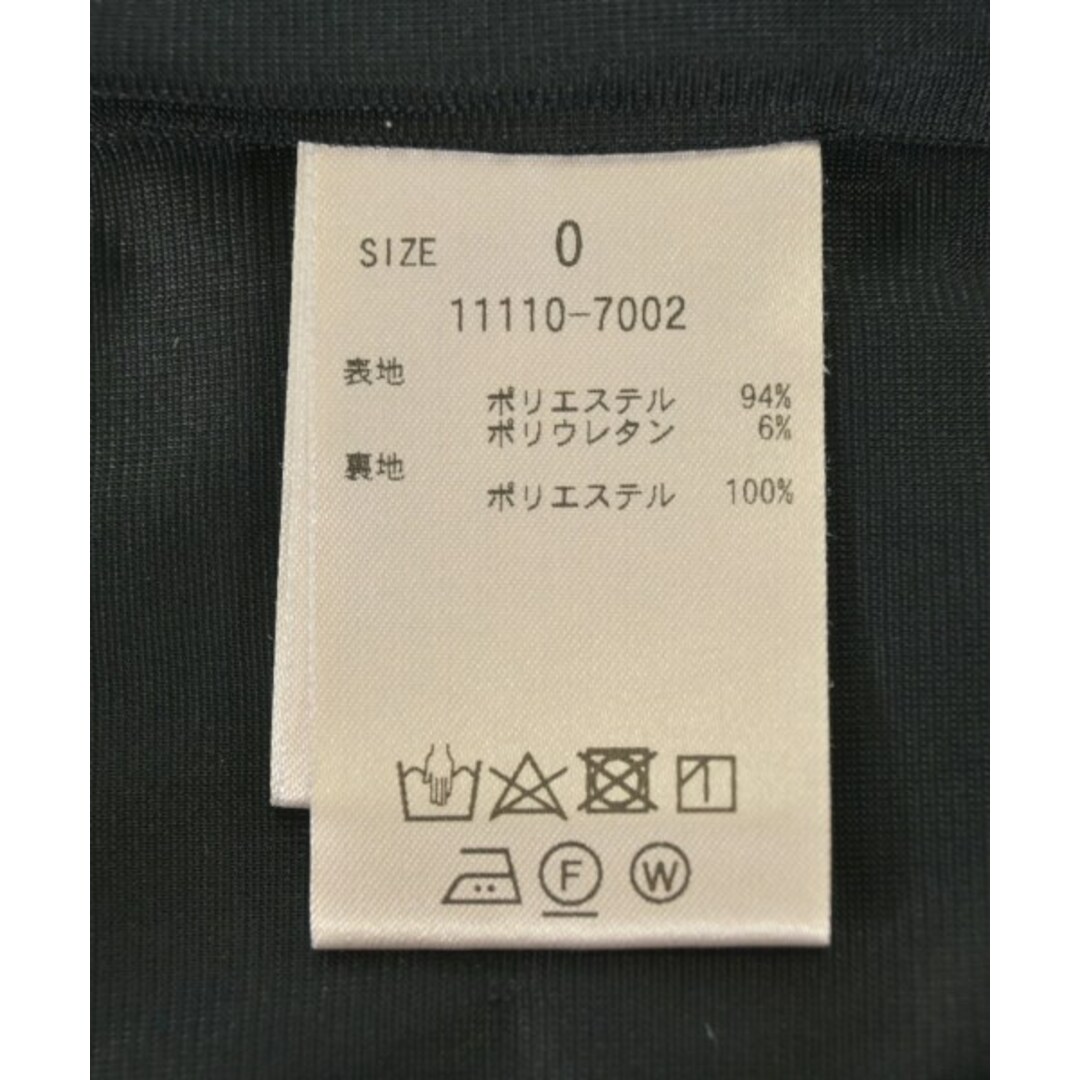 SIZE 0
11110-7002
表地
ポリエステル 94%
ポリウレタン 6%
裏地
ポリエステル 100%
F W